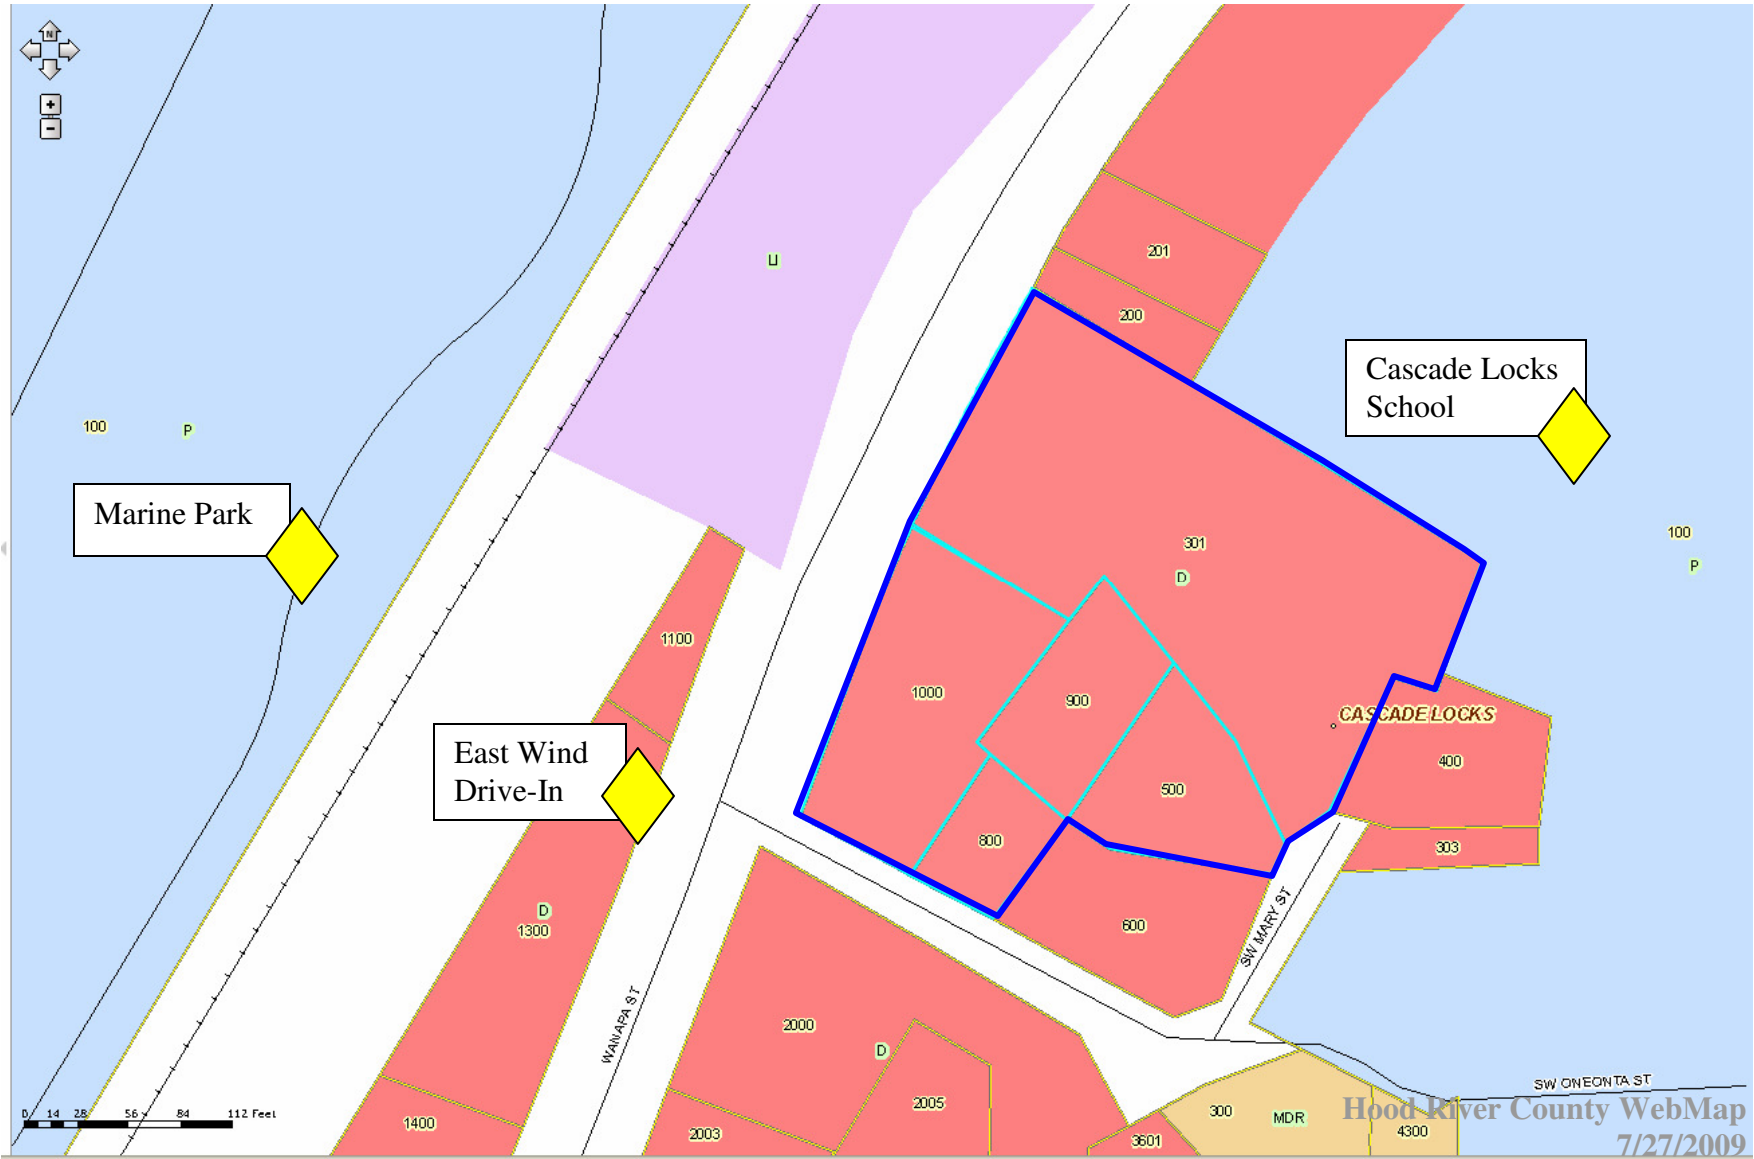 N
+
-
201
LI
200
Cascade Locks
School
100
P
Marine Park
301
D
100
P
1100
1000
900
CASCADE LOCKS
East Wind
Drive-In
400
500
800
303
D
1300
600
SW MARY ST
WANAPA ST
2000
D
SW ONEONTA ST
2005
300
MDR
Hood River County WebMap
0 14 28 56 84 112 Feet
1400
2003
3601
4300
7/27/2009